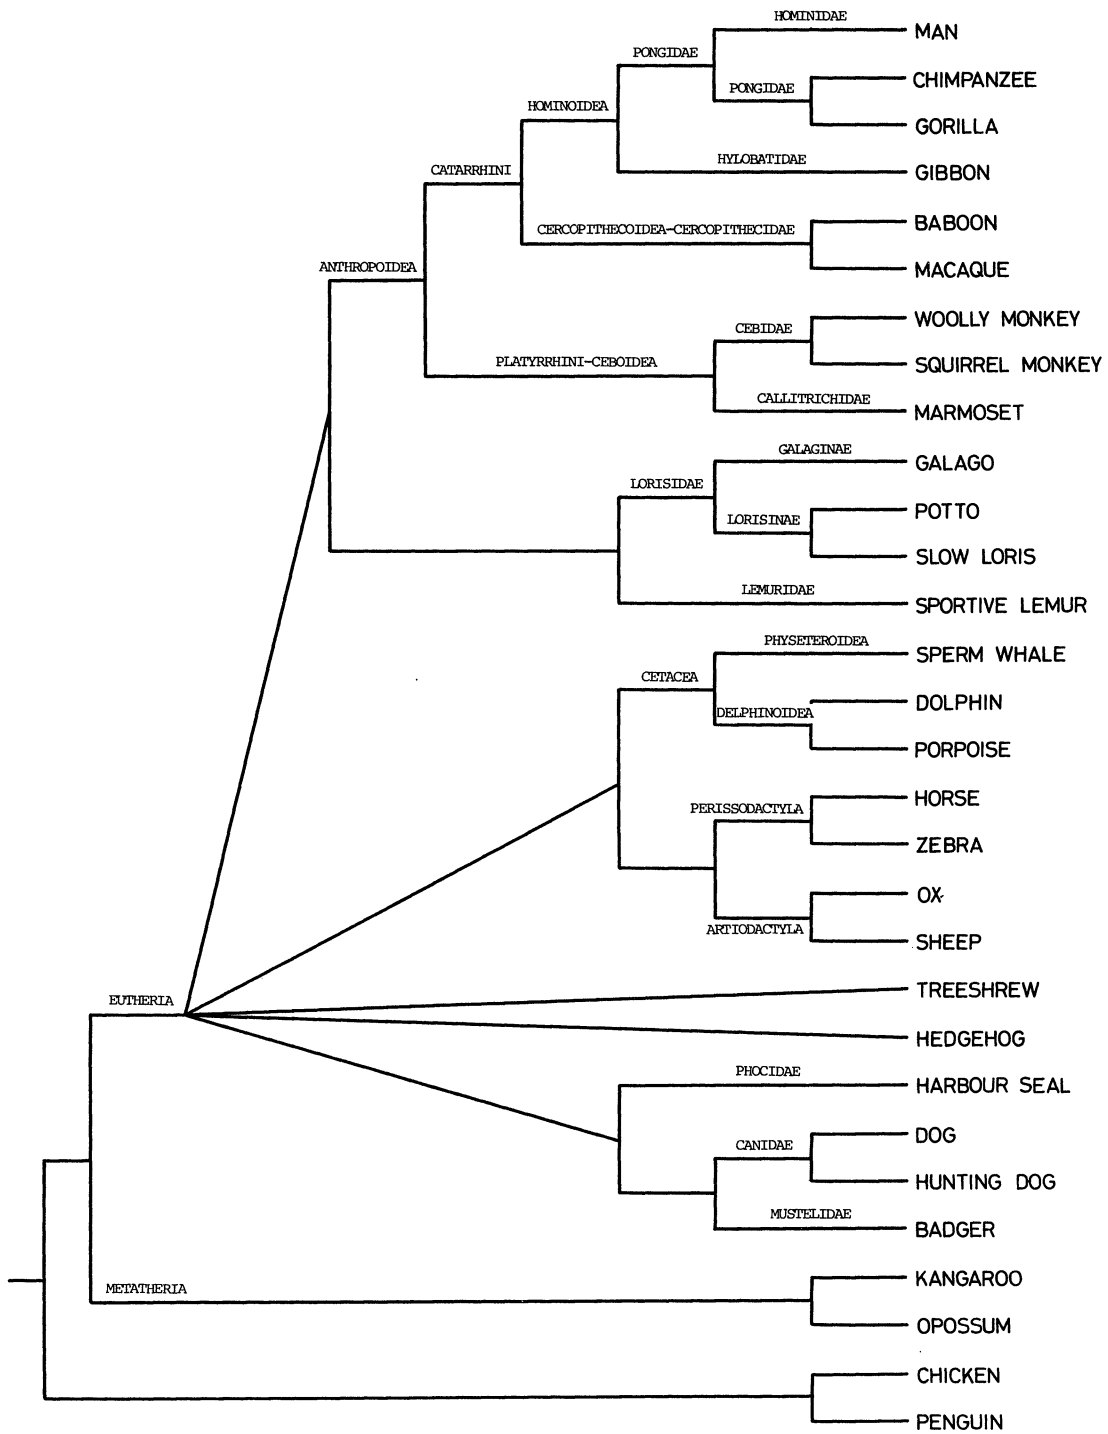 HOMINIDAE
MAN
PONGIDAE
CHIMPANZEE
PONGIDAE
HOMINOIDEA
GORILLA
HYLOBATIDAE
GIBBON
CATARRHINI
BABOON
CERCOPITHECOIDEA-CERCOPITHECIDAE
MACAQUE
ANTHROPOIDEA
WOOLLY MONKEY
CEBIDAE
SQUIRREL MONKEY
PLATYRRHINI-CEBOIDEA
CALLITRICHIDAE
MARMOSET
GALAGINAE
GALAGO
LORISIDAE
POTTO
LORISINAE
SLOW LORIS
LEMURIDAE
SPORTIVE LEMUR
PHYSETEROIDEA
SPERM WHALE
CETACEA
DOLPHIN
DELPHINOIDEA
PORPOISE
HORSE
PERISSODACTYLA
ZEBRA
OX
ARTIODACTYLA
SHEEP
TREESHREW
EUTHERIA
HEDGEHOG
PHOCIDAE
HARBOUR SEAL
DOG
CANIDAE
HUNTING DOG
MUSTELIDAE
BADGER
KANGAROO
METATHERIA
OPOSSUM
CHICKEN
PENGUIN